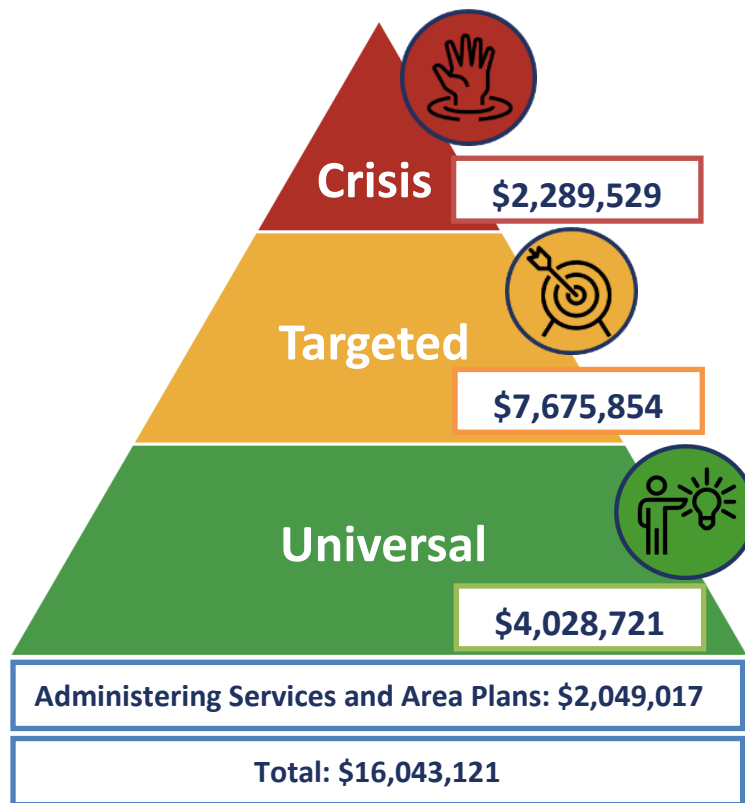 Crisis
$2,289,529
Targeted
$7,675,854
Universal
$4,028,721
Administering Services and Area Plans: $2,049,017
Total: $16,043,121